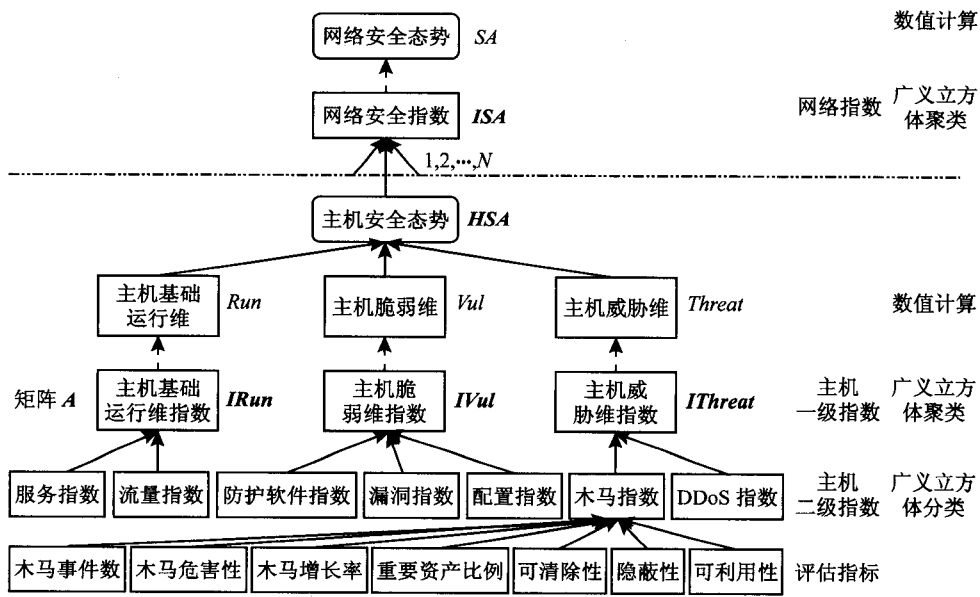 网络安全态势 SA 数值计算
网络安全指数 ISA 网络指数 广义立方
体聚类
1,2,…,N
主机安全态势 HSA
主机基础
运行维 Run 主机脆弱维 Vul 主机威胁维 Threat 数值计算
矩阵 A 主机基础
运行维指数 IRun 主机脆
弱维指数 IVul 主机威
胁维指数 IThreat 主机
一级指数 广义立方
体聚类
服务指数 流量指数 防护软件指数 漏洞指数 配置指数 木马指数 DDoS 指数 主机
二级指数 广义立方
体分类
木马事件数 木马危害性 木马增长率 重要资产比例 可清除性 隐蔽性 可利用性 评估指标